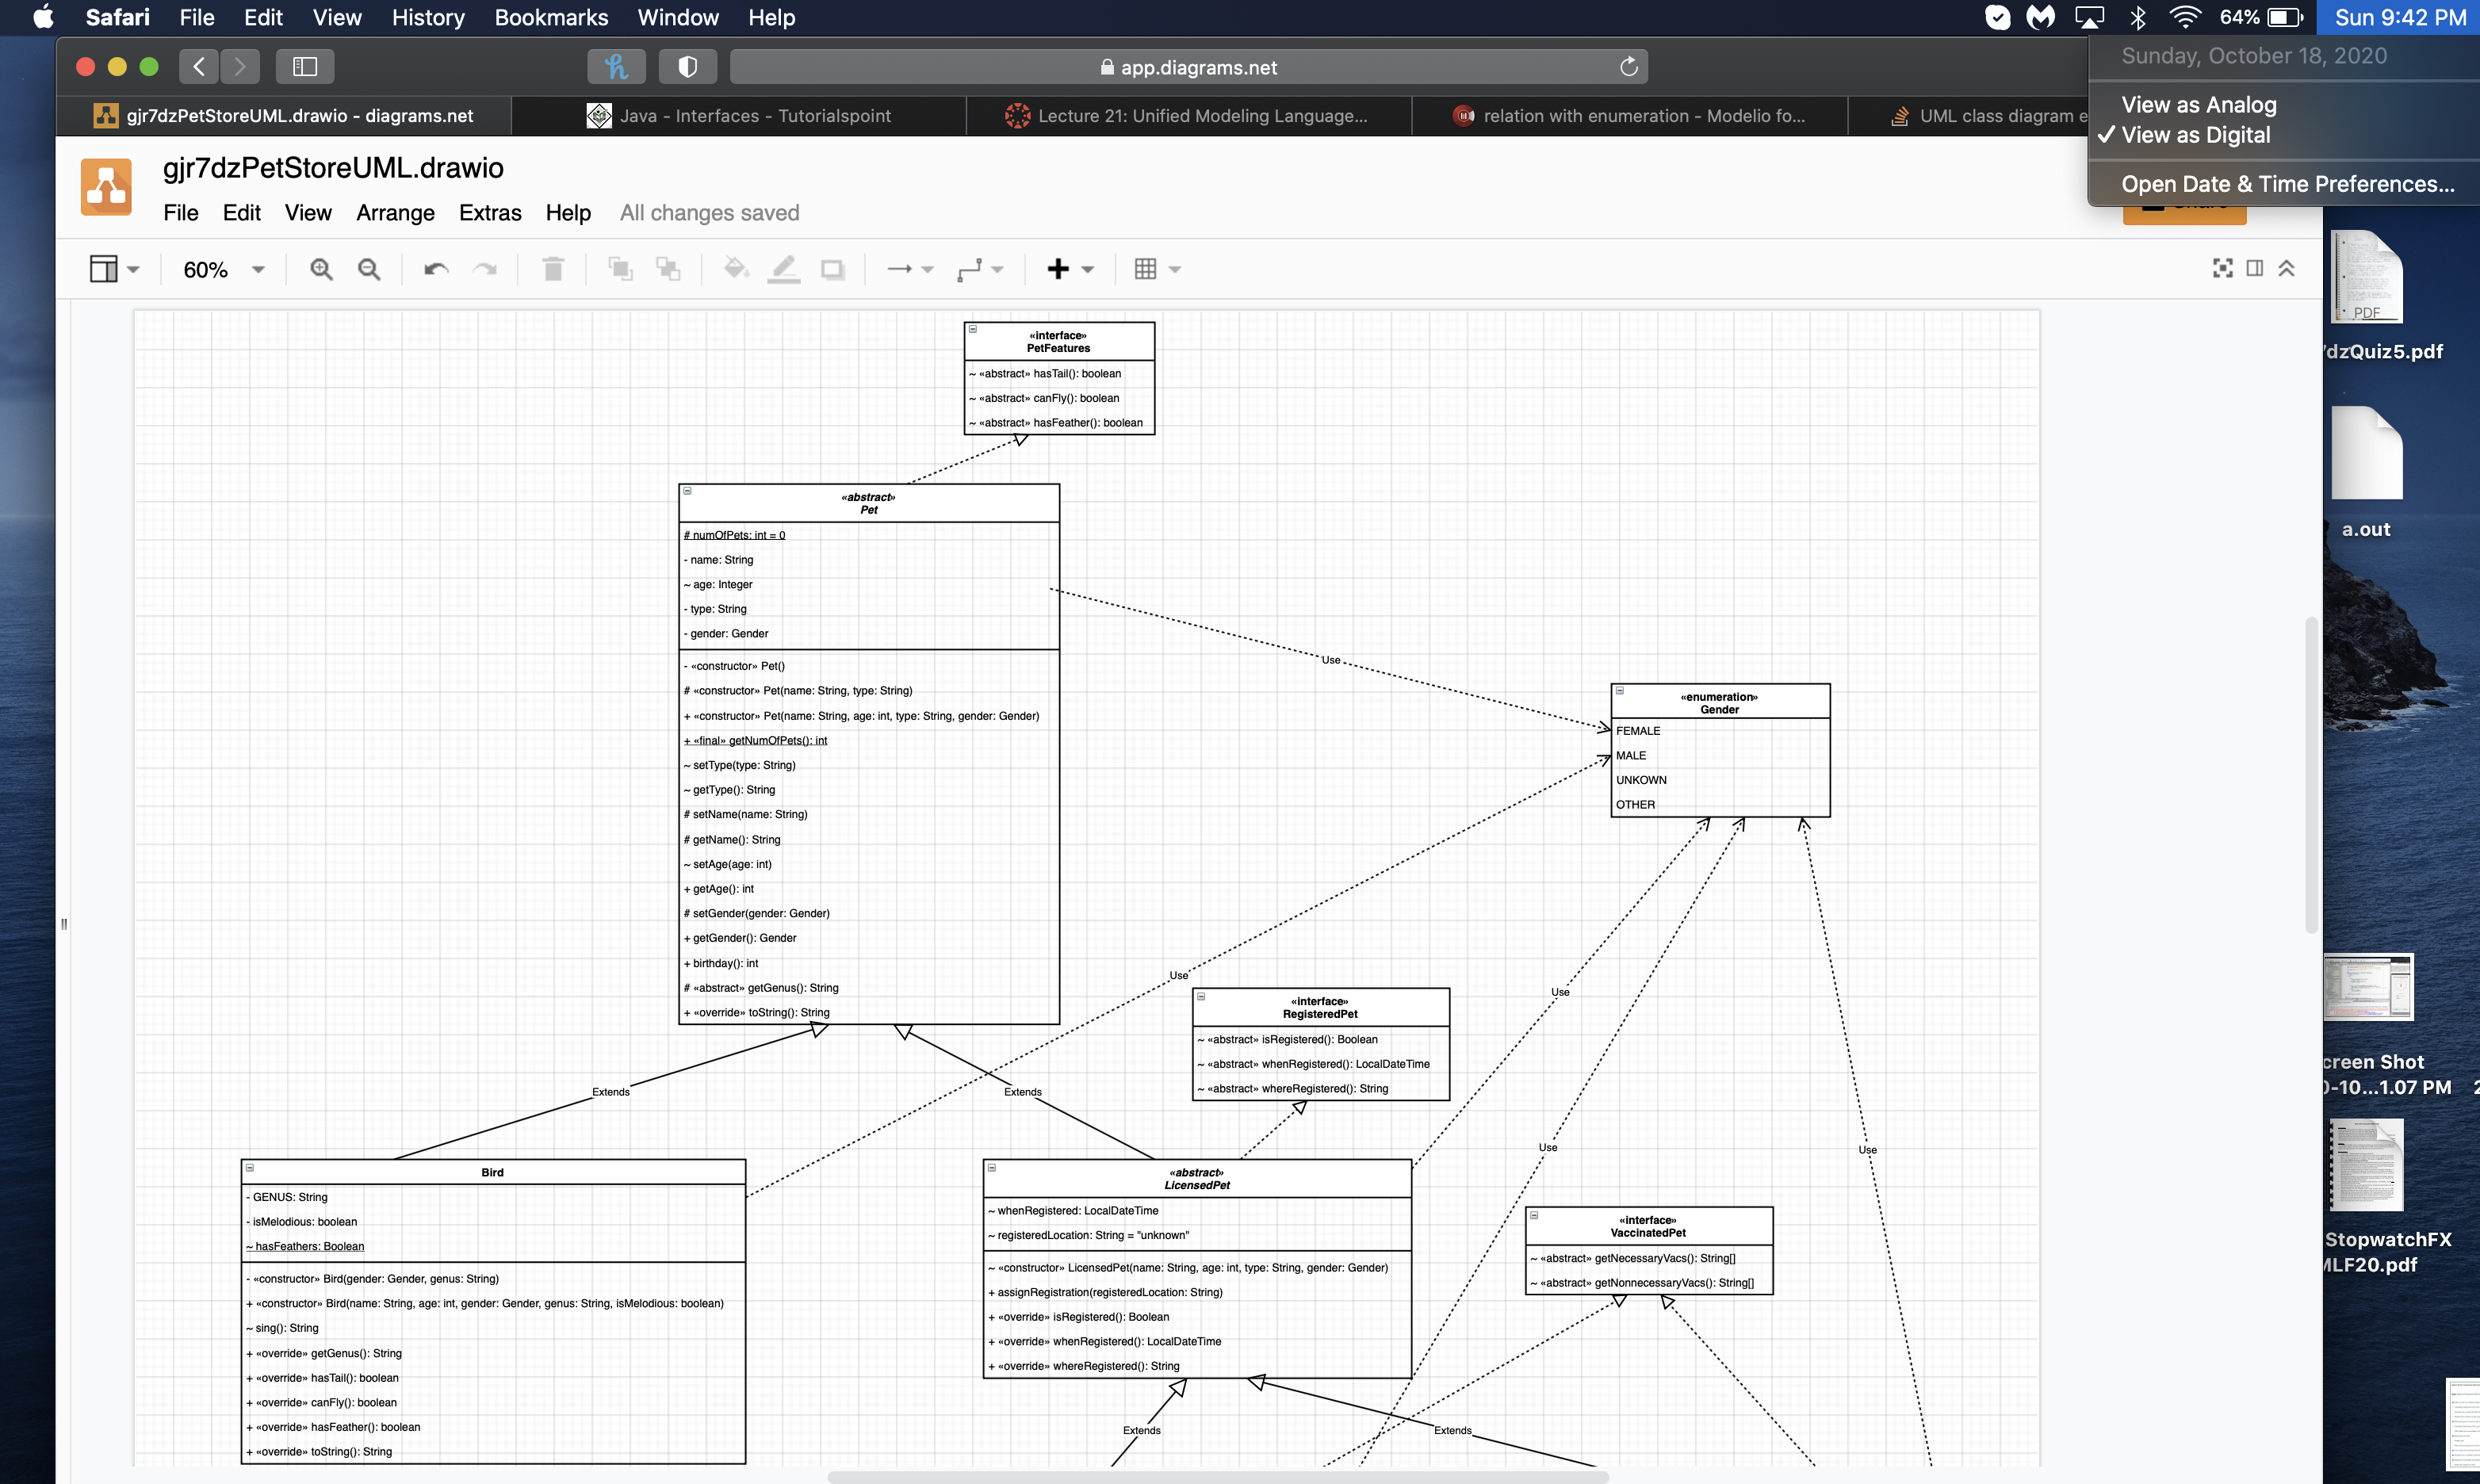 Safari File Edit View History Bookmarks Window Help 64% Sun 9:42 PM
Sunday, October 18, 2020
View as Analog
✓ View as Digital
Open Date & Time Preferences...
app.diagrams.net
gjr7dzPetStoreUML.drawio - diagrams.net
Java - Interfaces - Tutorialspoint
Lecture 21: Unified Modeling Language...
relation with enumeration - Modelio fo...
UML class diagram e
gjr7dzPetStoreUML.drawio
File Edit View Arrange Extras Help All changes saved
60%
«interface»
PetFeatures
~ «abstract» hasTail(): boolean
~ «abstract» canFly(): boolean
~ «abstract» hasFeather(): boolean
«abstract»
Pet
# numOfPets: int = 0
- name: String
~ age: Integer
- type: String
- gender: Gender
- «constructor» Pet()
# «constructor» Pet(name: String, type: String)
+ «constructor» Pet(name: String, age: int, type: String, gender: Gender)
+ «final» getNumOfPets(): int
~ setType(type: String)
~ getType(): String
# setName(name: String)
# getName(): String
~ setAge(age: int)
+ getAge(): int
# setGender(gender: Gender)
+ getGender(): Gender
+ birthday(): int
# «abstract» getGenus(): String
+ «override» toString(): String
Use
«enumeration»
Gender
FEMALE
MALE
UNKOWN
OTHER
Use
Use
Use
Use
«interface»
RegisteredPet
~ «abstract» isRegistered(): Boolean
~ «abstract» whenRegistered(): LocalDateTime
~ «abstract» whereRegistered(): String
Extends
Extends
Bird
- GENUS: String
- isMelodious: boolean
~ hasFeathers: Boolean
- «constructor» Bird(gender: Gender, genus: String)
+ «constructor» Bird(name: String, age: int, gender: Gender, genus: String, isMelodious: boolean)
~ sing(): String
+ «override» getGenus(): String
+ «override» hasTail(): boolean
+ «override» canFly(): boolean
+ «override» hasFeather(): boolean
+ «override» toString(): String
«abstract»
LicensedPet
~ whenRegistered: LocalDateTime
~ registeredLocation: String = "unknown"
~ «constructor» LicensedPet(name: String, age: int, type: String, gender: Gender)
+ assignRegistration(registeredLocation: String)
+ «override» isRegistered(): Boolean
+ «override» whenRegistered(): LocalDateTime
+ «override» whereRegistered(): String
«interface»
VaccinatedPet
~ «abstract» getNecessaryVacs(): String[]
~ «abstract» getNonnecessaryVacs(): String[]
Extends
Extends
PDF
7dzQuiz5.pdf
a.out
creen Shot
0-10...1.07 PM
StopwatchFX
MLF20.pdf